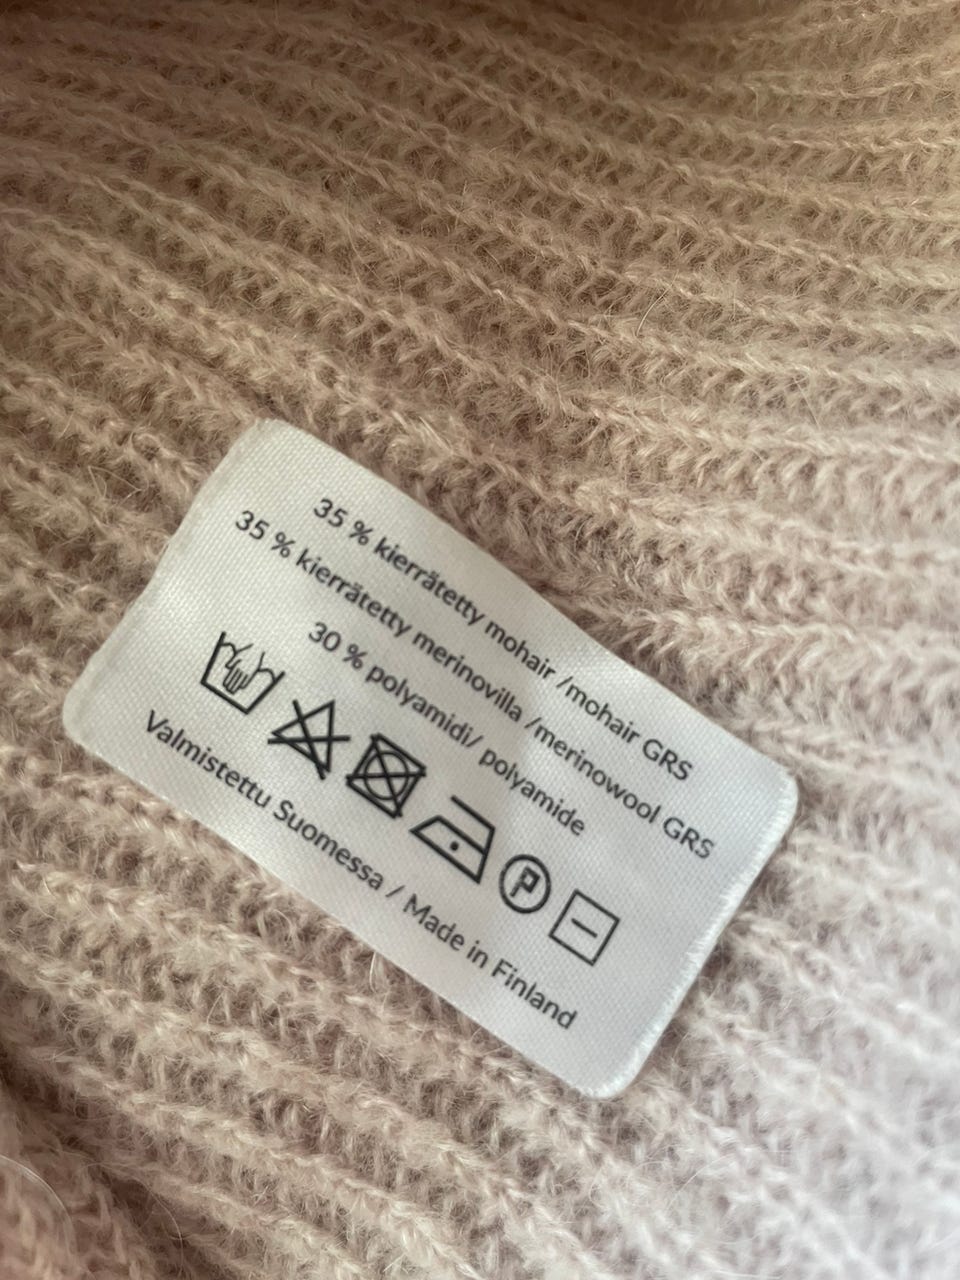 35 % kierrätetty mohair /mohair GRS
35 % kierrätetty merinovilla /merinowool GRS
30 % polyamidi/ polyamide
P
Valmistettu Suomessa / Made in Finland